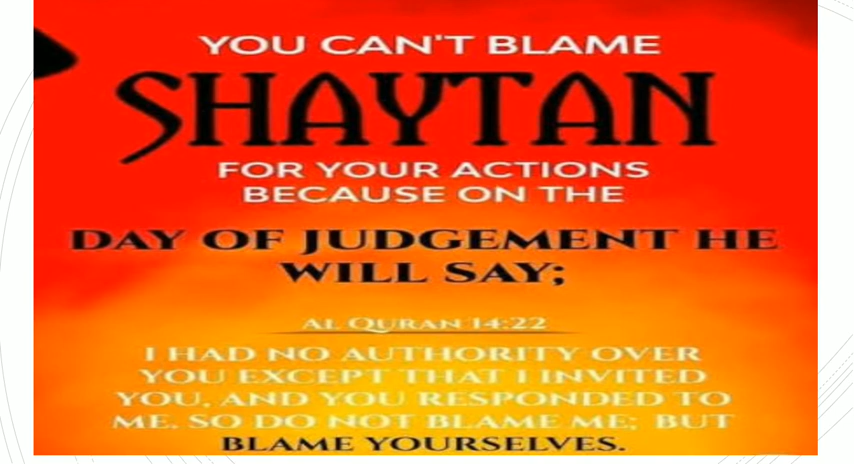 YOU CAN'T BLAME
SHAYTAN
FOR YOUR ACTIONS
BECAUSE ON THE
DAY OF JUDGEMENT HE
WILL SAY;
AL QURAN 14:22
I HAD NO AUTHORITY OVER
YOU EXCEPT THAT I INVITED
YOU, AND YOU RESPONDED TO
ME. SO DO NOT BLAME ME; BUT
BLAME YOURSELVES.